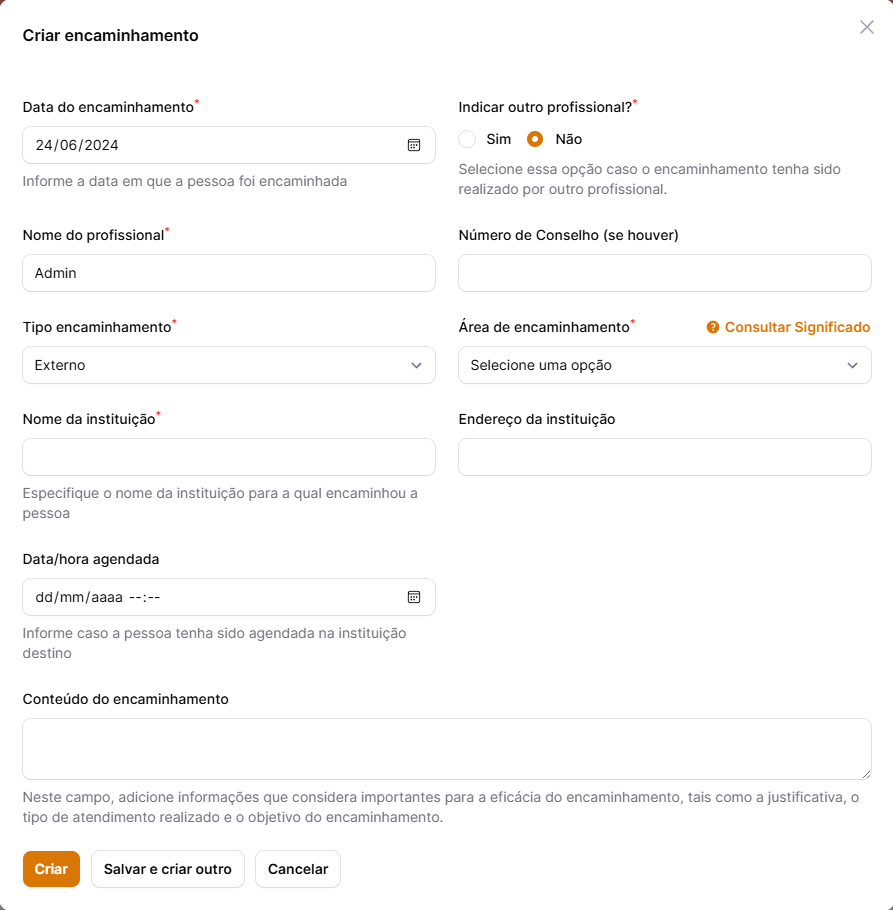 Criar encaminhamento
Data do encaminhamento*
24/06/2024
Informe a data em que a pessoa foi encaminhada
Indicar outro profissional?*
Sim Não
Selecione essa opção caso o encaminhamento tenha sido
realizado por outro profissional.
Nome do profissional*
Admin
Número de Conselho (se houver)
Tipo encaminhamento*
Externo
Área de encaminhamento*
? Consultar Significado
Selecione uma opção
Nome da instituição*
Especifique o nome da instituição para a qual encaminhou a
pessoa
Endereço da instituição
Data/hora agendada
dd/mm/aaaa --:--
Informe caso a pessoa tenha sido agendada na instituição
destino
Conteúdo do encaminhamento
Neste campo, adicione informações que considera importantes para a eficácia do encaminhamento, tais como a justificativa, o
tipo de atendimento realizado e o objetivo do encaminhamento.
Criar
Salvar e criar outro
Cancelar